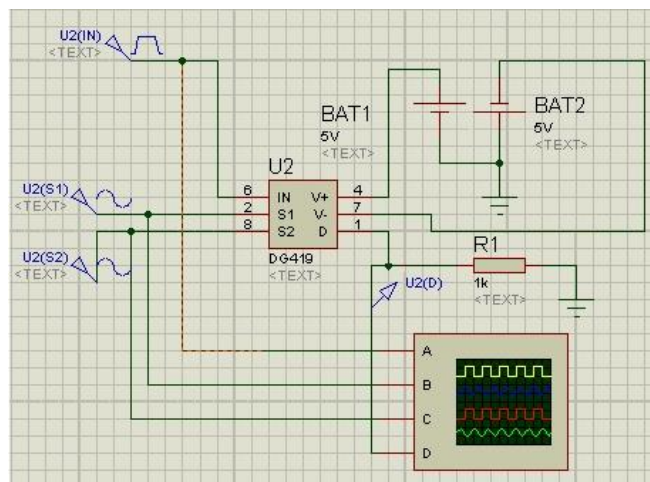 U2(IN)
<TEXT>
BAT1
5V
<TEXT>
BAT2
5V
<TEXT>
U2
U2(S1)
<TEXT>
U2(S2)
<TEXT>
6 IN V+ 4
2 S1 V- 7
8 S2 D 1
DG419
<TEXT>
R1
1k
<TEXT>
U2(D)
A
B
C
D